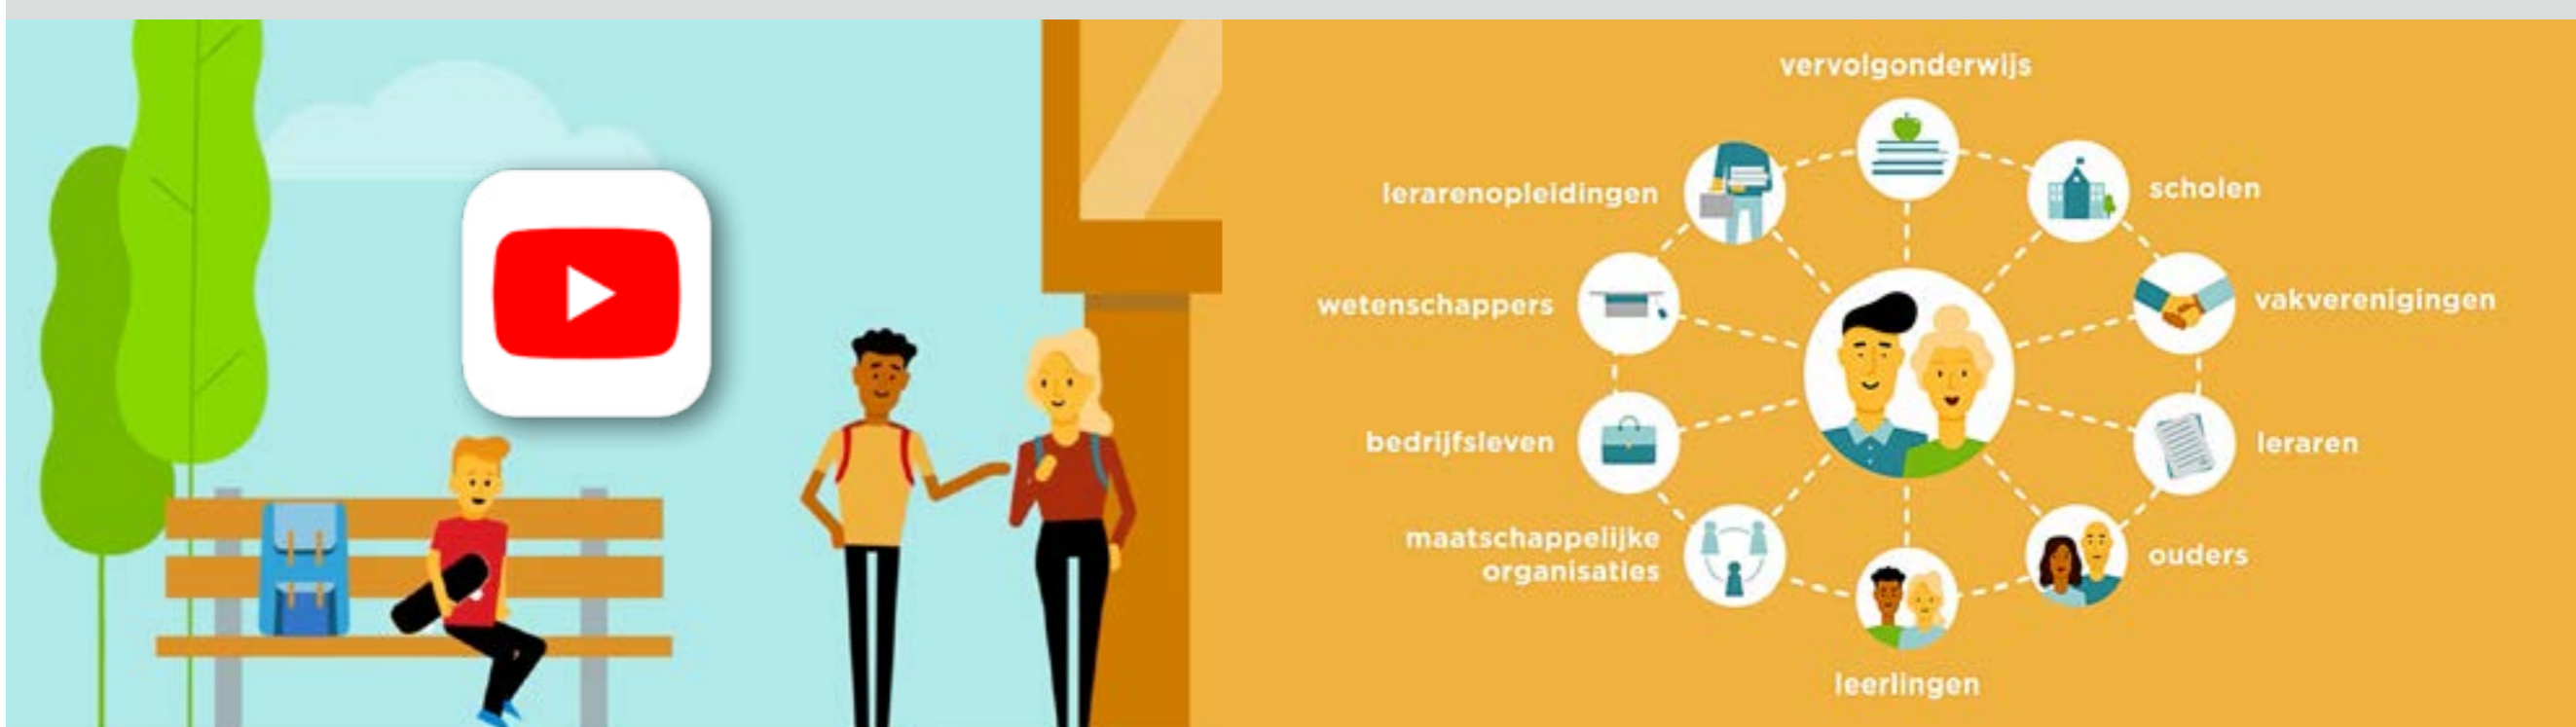 vervolgonderwijs
lerarenopleidingen
scholen
wetenschappers
vakverenigingen
bedrijfsleven
leraren
maatschappelijke
organisaties
ouders
leerlingen